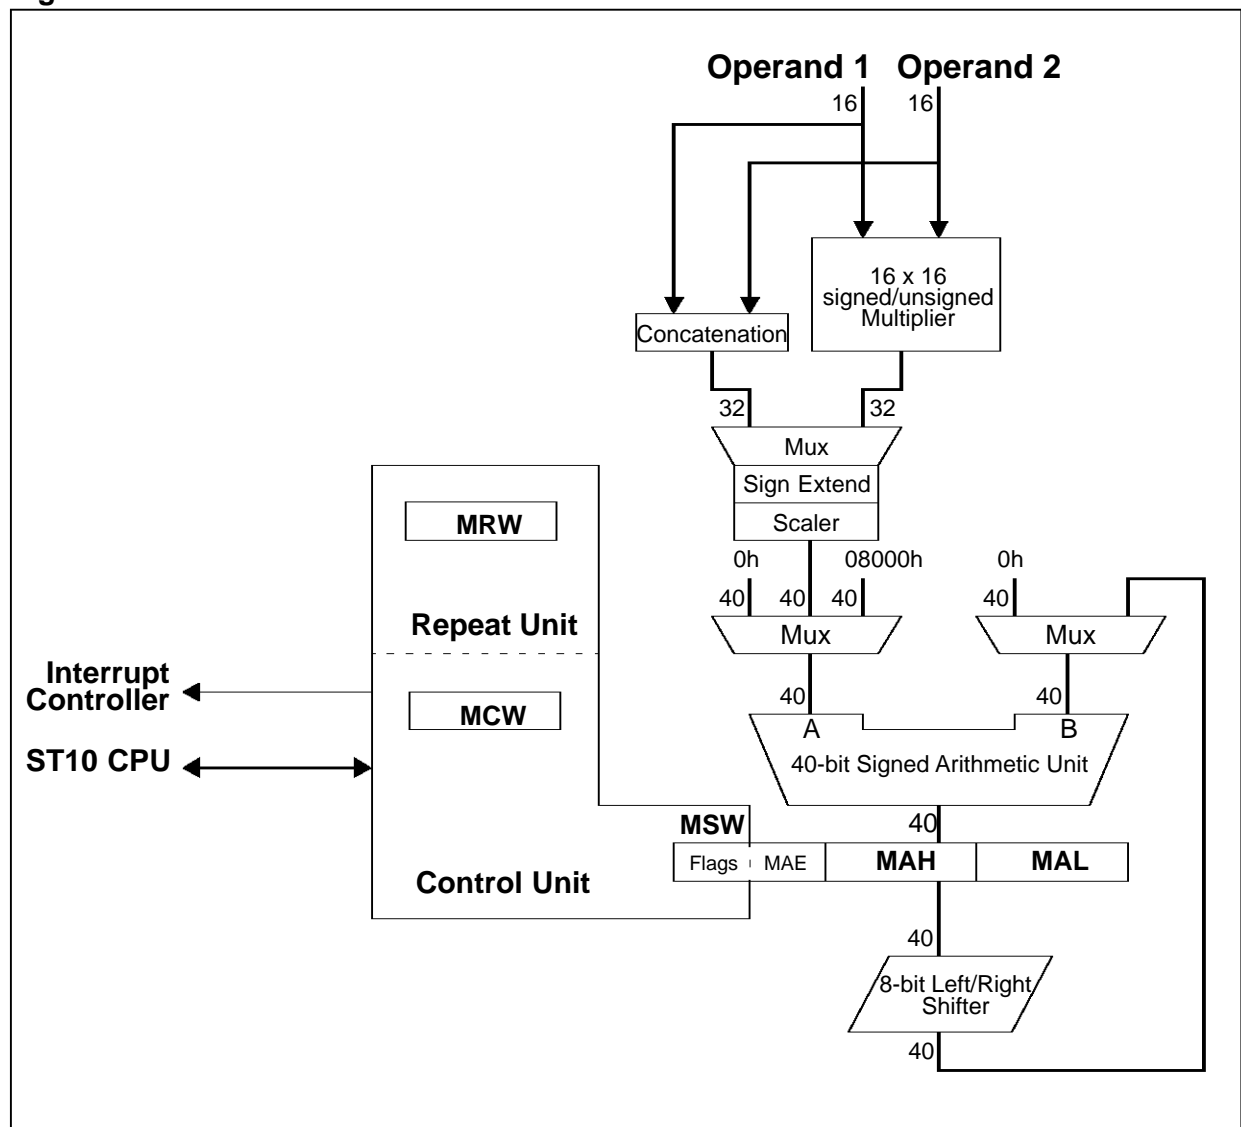 Operand 1 Operand 2
16 16
16 x 16
signed/unsigned
Multiplier
Concatenation
32 32
Mux
Sign Extend
Scaler
MRW
0h 08000h 0h
40 40 40 40
Repeat Unit
Mux Mux
Interrupt
Controller
40 40
MCW
A B
ST10 CPU
40-bit Signed Arithmetic Unit
MSW 40
Flags MAE MAH MAL
Control Unit
40
8-bit Left/Right
Shifter
40